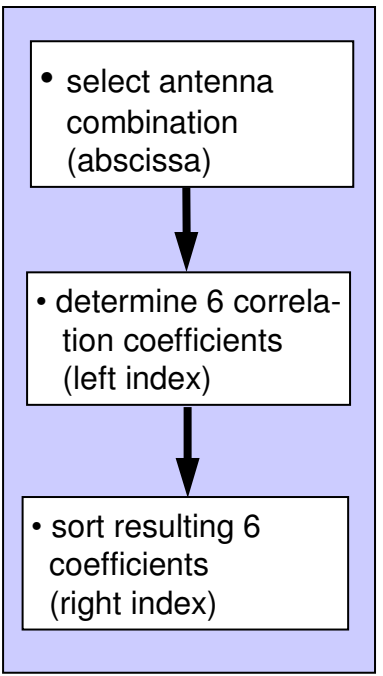 • select antenna
combination
(abscissa)
• determine 6 correla-
tion coefficients
(left index)
• sort resulting 6
coefficients
(right index)